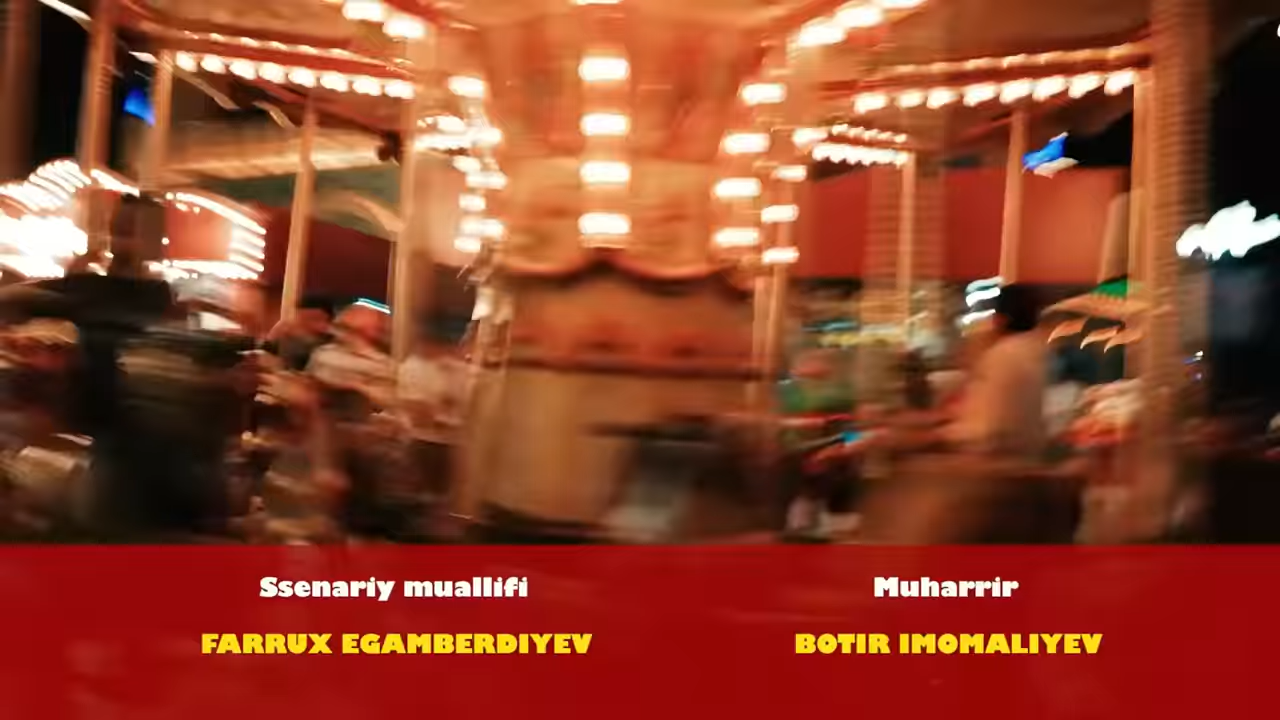 Ssenariy muallifi
FARRUX EGAMBERDIYEV
Muharrir
BOTIR IMOMALIYEV